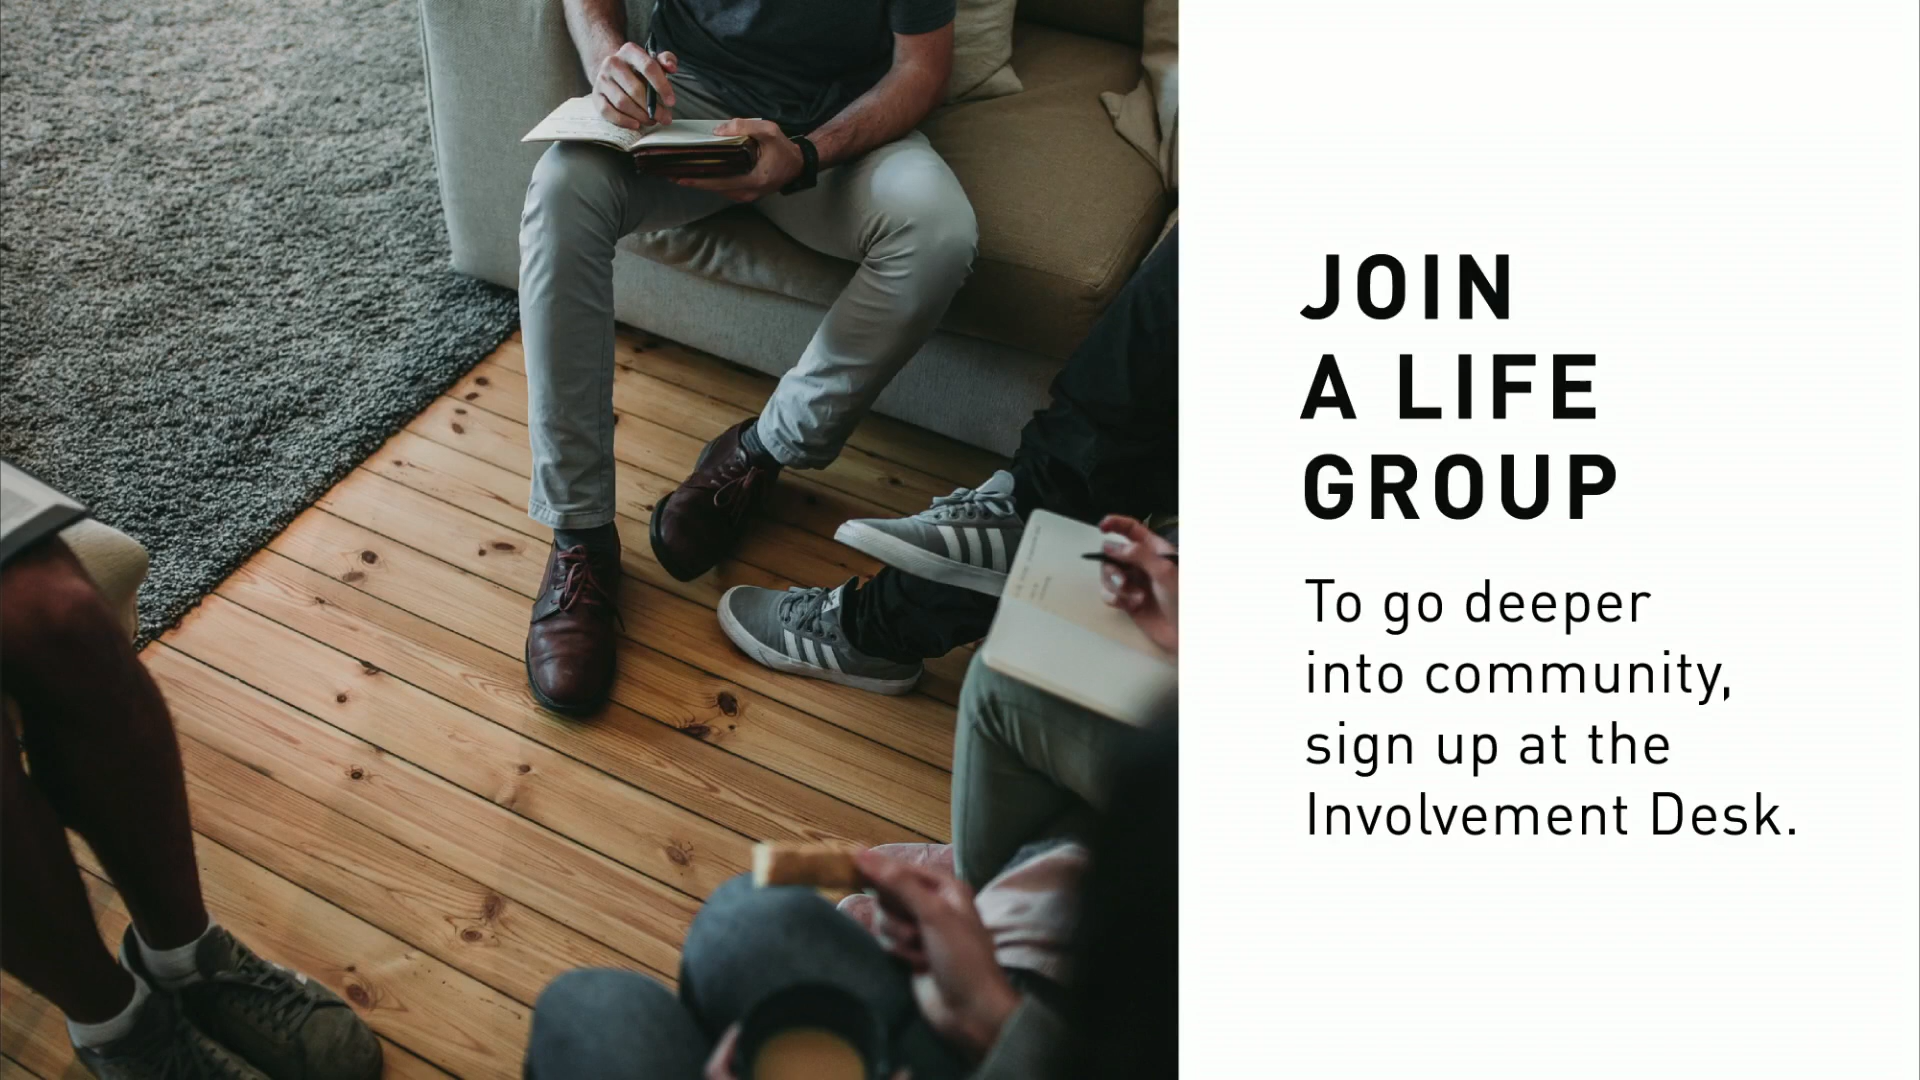 JOIN
A LIFE
GROUP
To go deeper
into community,
sign up at the
Involvement Desk.